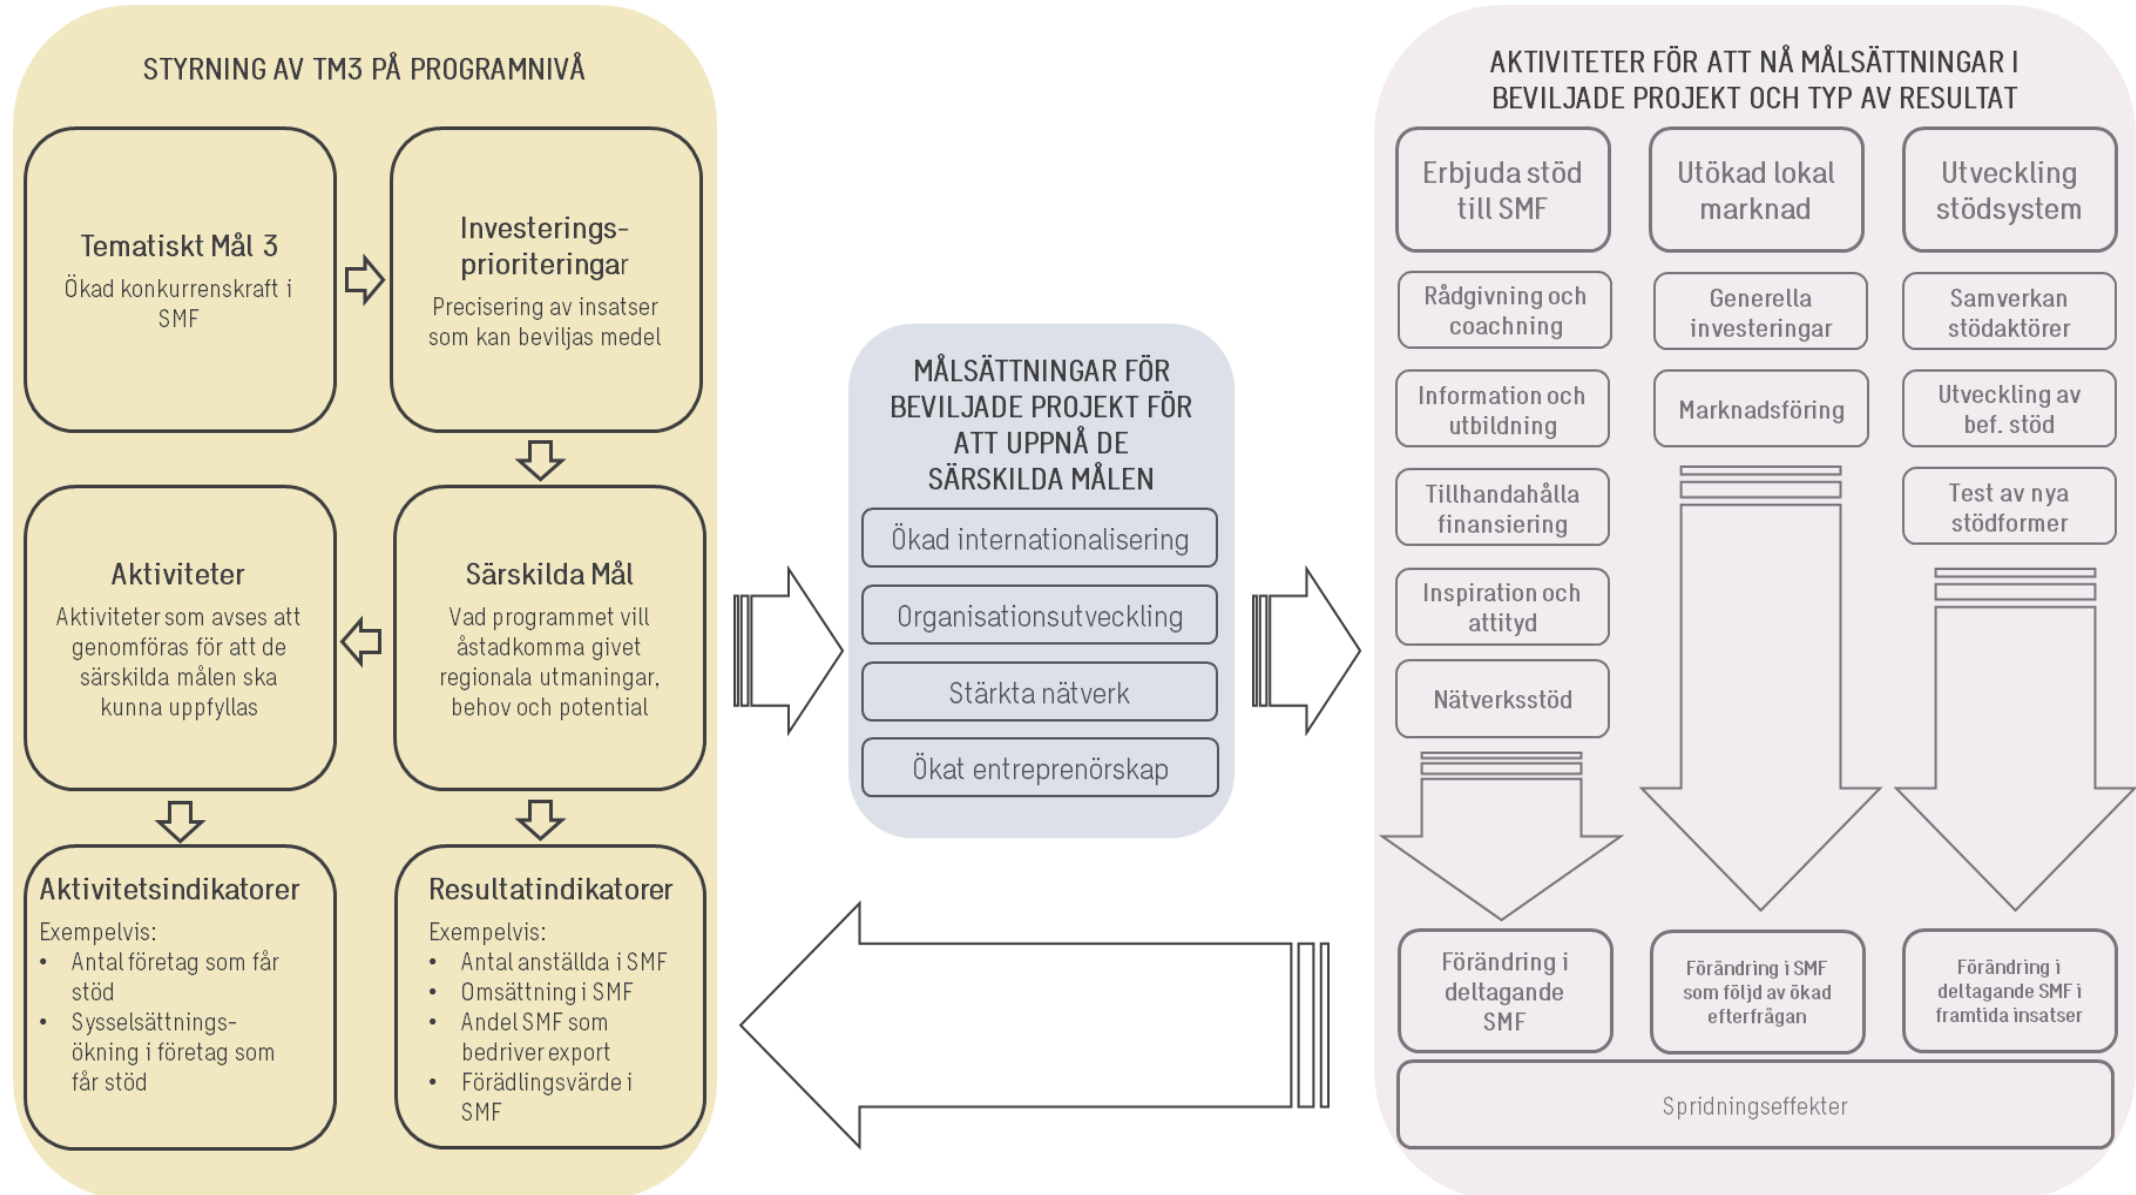 STYRNING AV TM3 PÅ PROGRAMNIVÅ
Tematiskt Mål 3
Ökad konkurrenskraft i
SMF
Investerings-
prioriteringar
Precisering av insatser
som kan beviljas medel
Aktiviteter
Aktiviteter som avses att
genomföras för att de
särskilda målen ska
kunna uppfyllas
Särskilda Mål
Vad programmet vill
åstadkomma givet
regionala utmaningar,
behov och potential
Aktivitetsindikatorer
Exempelvis:
• Antal företag som får
stöd
• Sysselsättnings-
ökning i företag som
får stöd
Resultatindikatorer
Exempelvis:
• Antal anställda i SMF
• Omsättning i SMF
• Andel SMF som
bedriver export
• Förädlingsvärde i
SMF
MÅLSÄTTNINGAR FÖR
BEVILJADE PROJEKT FÖR
ATT UPPNÅ DE
SÄRSKILDA MÅLEN
Ökad internationalisering
Organisationsutveckling
Stärkta nätverk
Ökat entreprenörskap
AKTIVITETER FÖR ATT NÅ MÅLSÄTTNINGAR I
BEVILJADE PROJEKT OCH TYP AV RESULTAT
Erbjuda stöd
till SMF
Rådgivning och
coachning
Information och
utbildning
Tillhandahålla
finansiering
Inspiration och
attityd
Nätverksstöd
Förändring i
deltagande
SMF
Utökad lokal
marknad
Generella
investeringar
Marknadsföring
Förändring i SMF
som följd av ökad
efterfrågan
Utveckling
stödsystem
Samverkan
stödaktörer
Utveckling av
bef. stöd
Test av nya
stödformer
Förändring i
deltagande SMF i
framtida insatser
Spridningseffekter